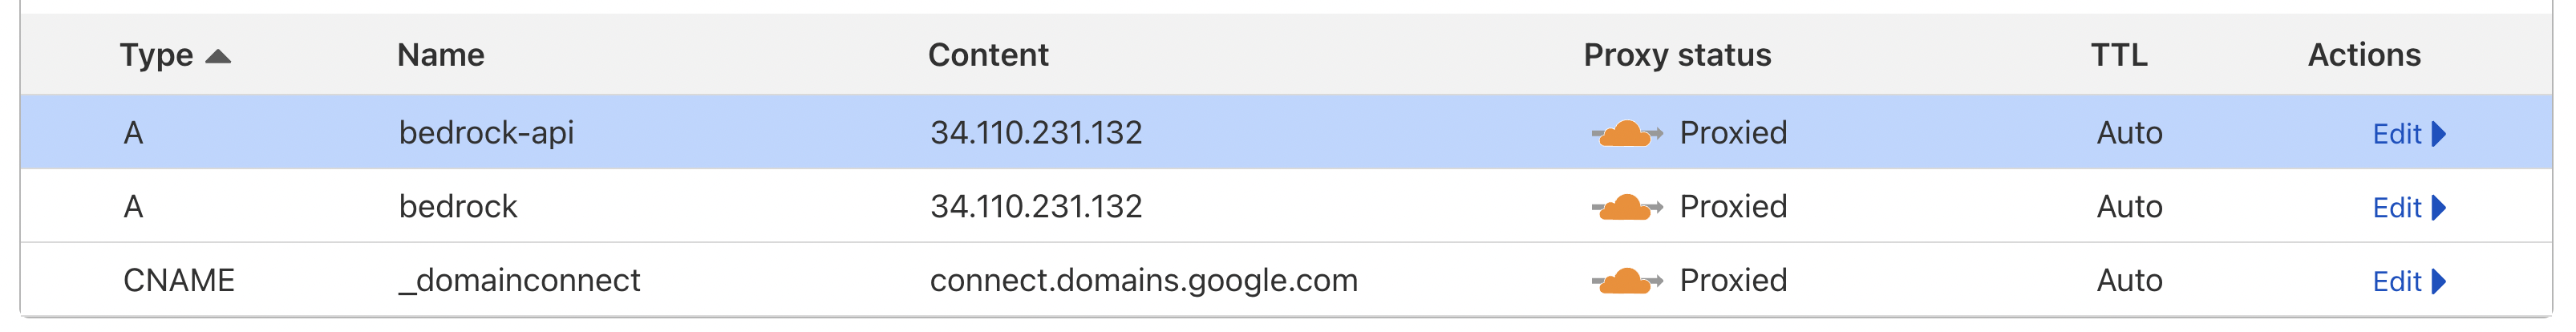 Type Name Content Proxy status TTL Actions
A bedrock-api 34.110.231.132 Proxied Auto Edit
A bedrock 34.110.231.132 Proxied Auto Edit
CNAME _domainconnect connect.domains.google.com Proxied Auto Edit